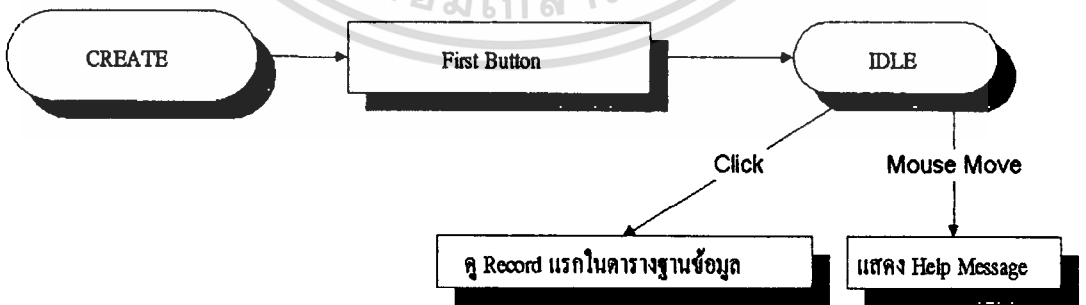 CREATE
First Button
IDLE
Click
Mouse Move
ดู Record แรกในตารางฐานข้อมูล
แสดง Help Message